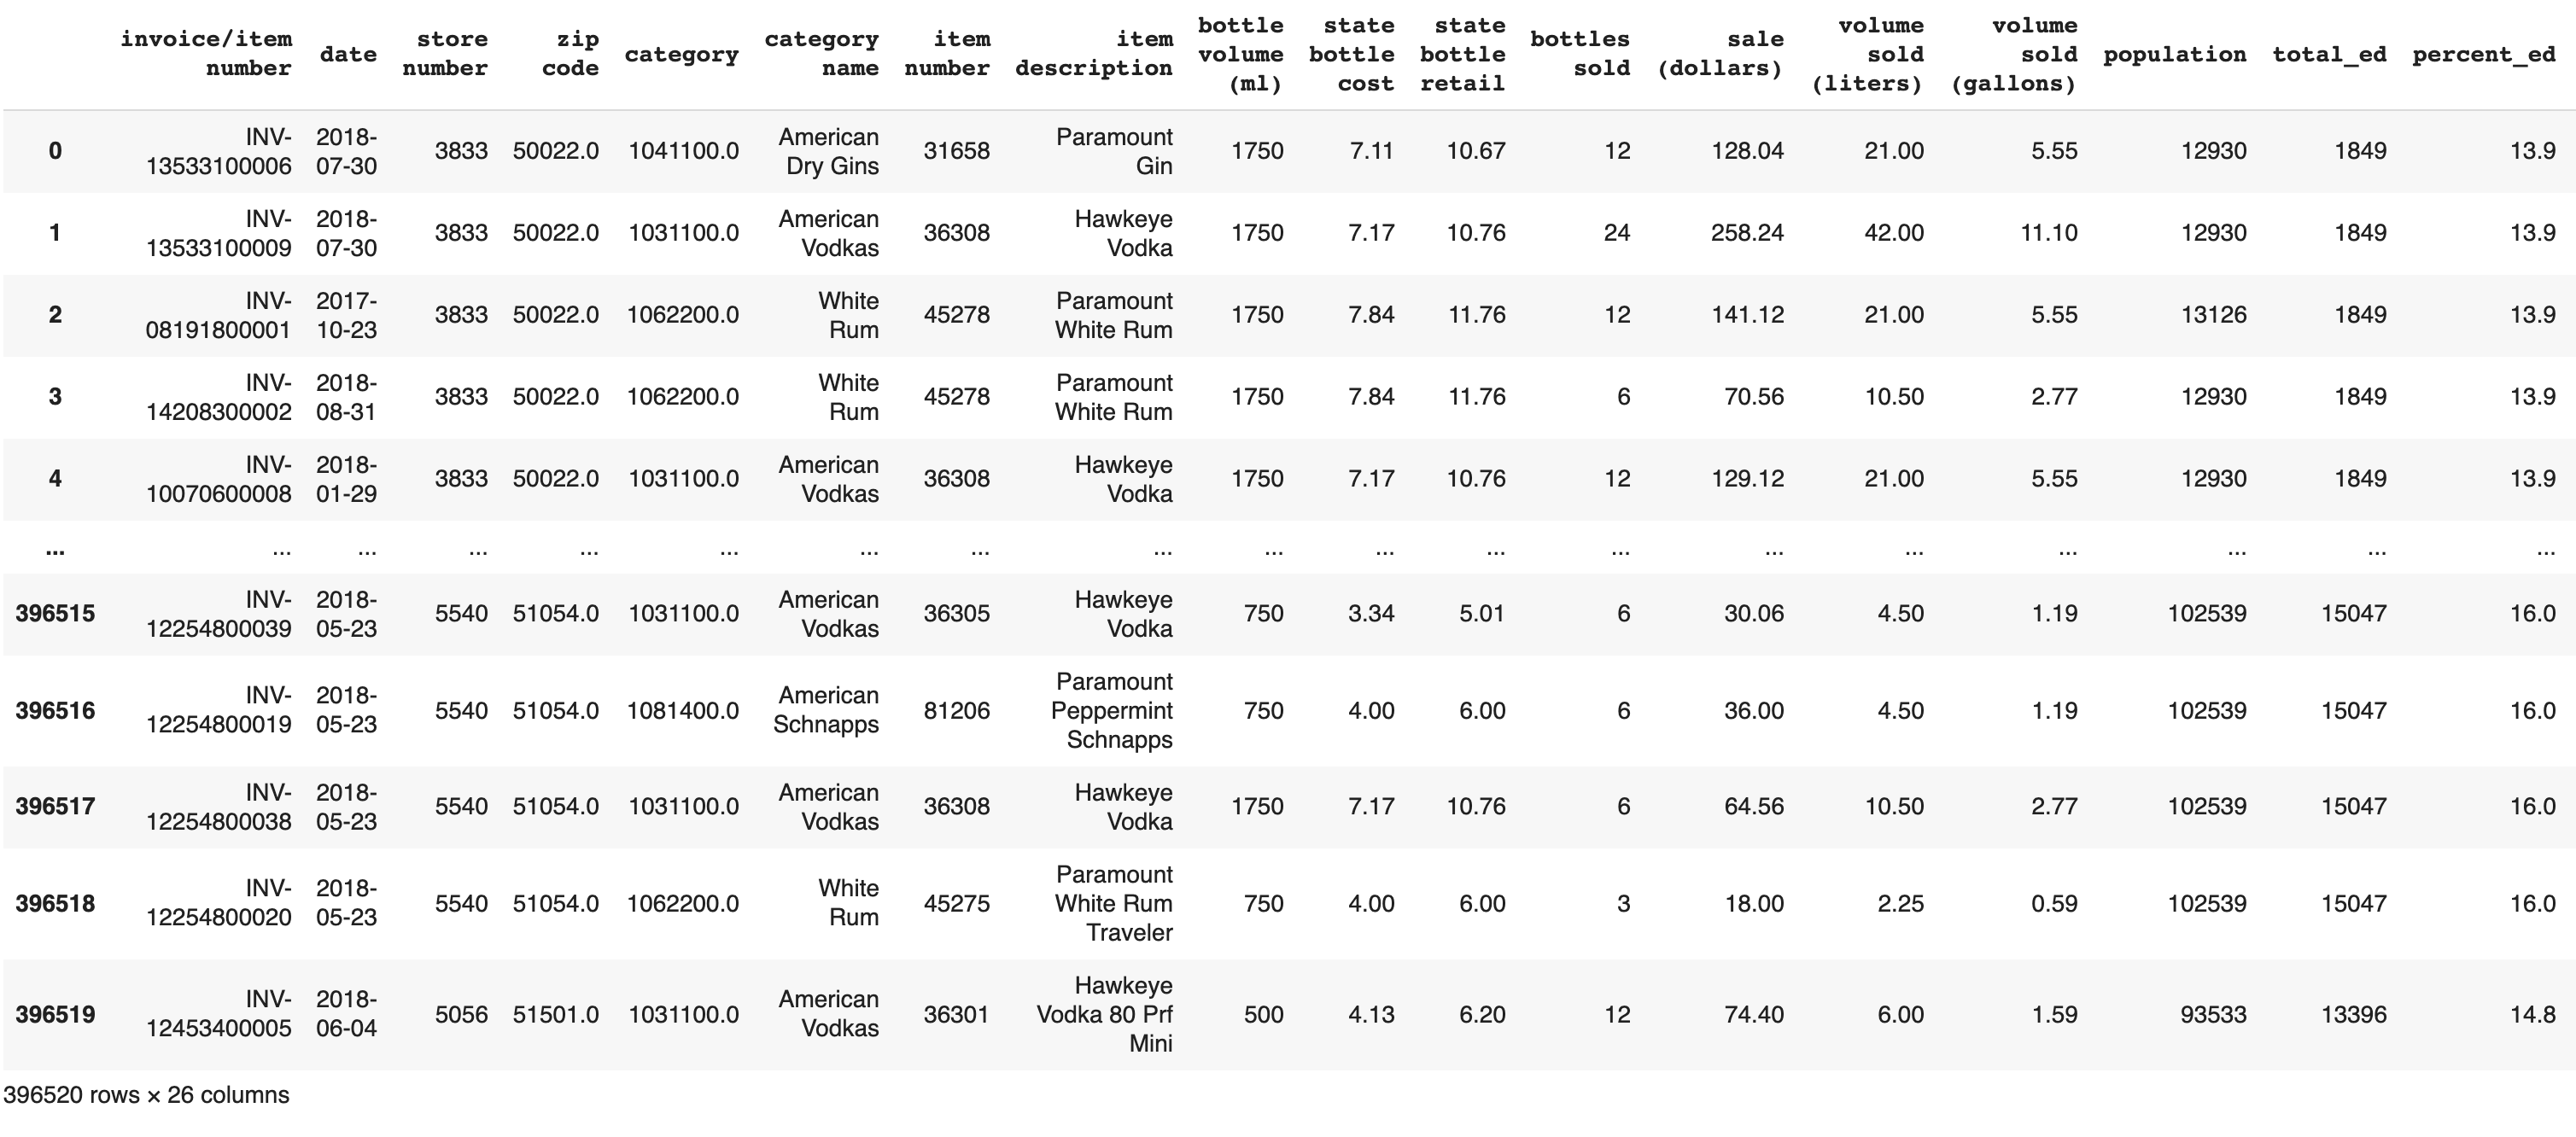 invoice/item number date store number zip code category category name item number item description bottle volume (ml) state bottle cost state bottle retail bottles sold sale (dollars) volume sold (liters) volume sold (gallons) population total_ed percent_ed
0 INV-13533100006 2018-07-30 3833 50022.0 1041100.0 American Dry Gins 31658 Paramount Gin 1750 7.11 10.67 12 128.04 21.00 5.55 12930 1849 13.9
1 INV-13533100009 2018-07-30 3833 50022.0 1031100.0 American Vodkas 36308 Hawkeye Vodka 1750 7.17 10.76 24 258.24 42.00 11.10 12930 1849 13.9
2 INV-08191800001 2017-10-23 3833 50022.0 1062200.0 White Rum 45278 Paramount White Rum 1750 7.84 11.76 12 141.12 21.00 5.55 13126 1849 13.9
3 INV-14208300002 2018-08-31 3833 50022.0 1062200.0 White Rum 45278 Paramount White Rum 1750 7.84 11.76 6 70.56 10.50 2.77 12930 1849 13.9
4 INV-10070600008 2018-01-29 3833 50022.0 1031100.0 American Vodkas 36308 Hawkeye Vodka 1750 7.17 10.76 12 129.12 21.00 5.55 12930 1849 13.9
... ... ... ... ... ... ... ... ... ... ... ... ... ... ... ... ... ... ...
396515 INV-12254800039 2018-05-23 5540 51054.0 1031100.0 American Vodkas 36305 Hawkeye Vodka 750 3.34 5.01 6 30.06 4.50 1.19 102539 15047 16.0
396516 INV-12254800019 2018-05-23 5540 51054.0 1081400.0 American Schnapps 81206 Paramount Peppermint Schnapps 750 4.00 6.00 6 36.00 4.50 1.19 102539 15047 16.0
396517 INV-12254800038 2018-05-23 5540 51054.0 1031100.0 American Vodkas 36308 Hawkeye Vodka 1750 7.17 10.76 6 64.56 10.50 2.77 102539 15047 16.0
396518 INV-12254800020 2018-05-23 5540 51054.0 1062200.0 White Rum 45275 Paramount White Rum Traveler 750 4.00 6.00 3 18.00 2.25 0.59 102539 15047 16.0
396519 INV-12453400005 2018-06-04 5056 51501.0 1031100.0 American Vodkas 36301 Hawkeye Vodka 80 Prf Mini 500 4.13 6.20 12 74.40 6.00 1.59 93533 13396 14.8
396520 rows × 26 columns